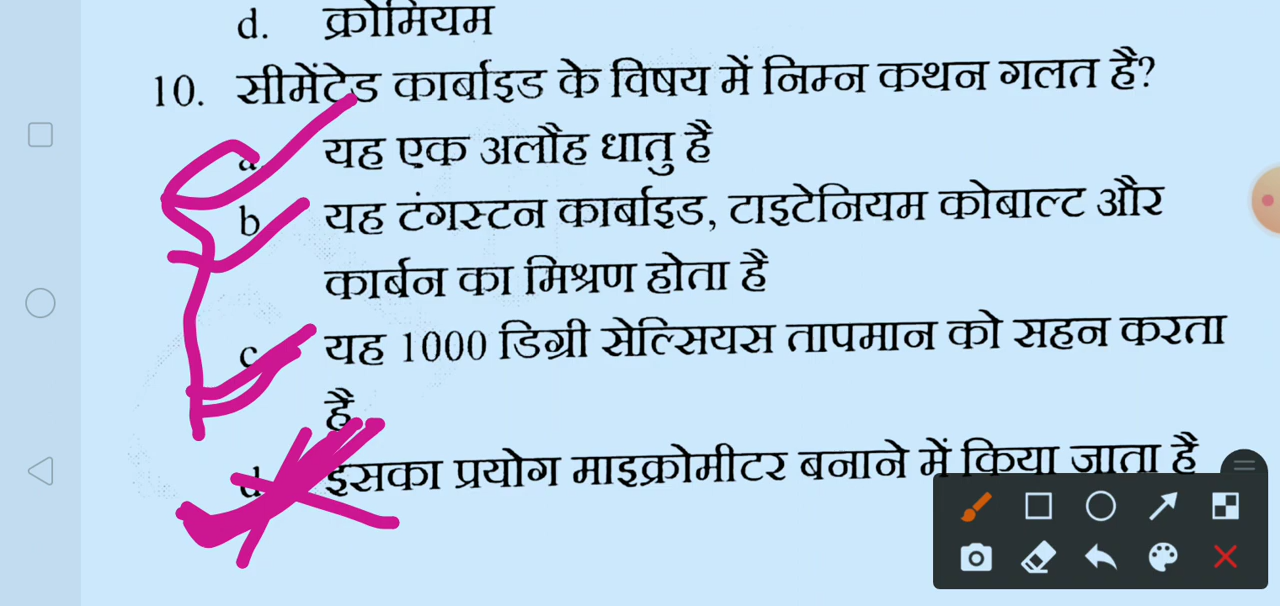 d. क्रोमियम
10. सीमेंटेड कार्बाइड के विषय में निम्न कथन गलत है?
a. यह एक अलौह धातु है
b यह टंगस्टन कार्बाइड, टाइटेनियम कोबाल्ट और
कार्बन का मिश्रण होता है
c यह 1000 डिग्री सेल्सियस तापमान को सहन करता
है
d. इसका प्रयोग माइक्रोमीटर बनाने में किया जाता है